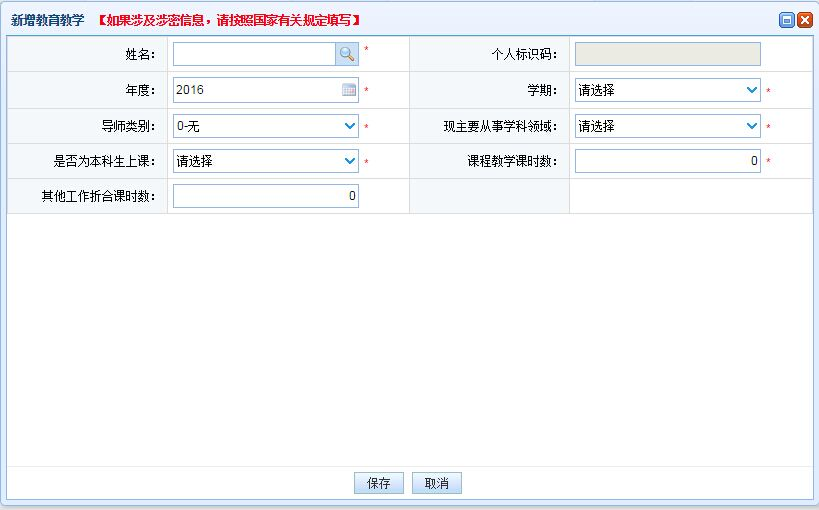 新增教育教学 【如果涉及涉密信息，请按照国家有关规定填写】
姓名： * 个人标识码：
年度： 2016 * 学期： 请选择 *
导师类别： 0-无 * 现主要从事学科领域： 请选择 *
是否为本科生上课： 请选择 * 课程教学课时数： 0 *
其他工作折合课时数： 0
保存 取消